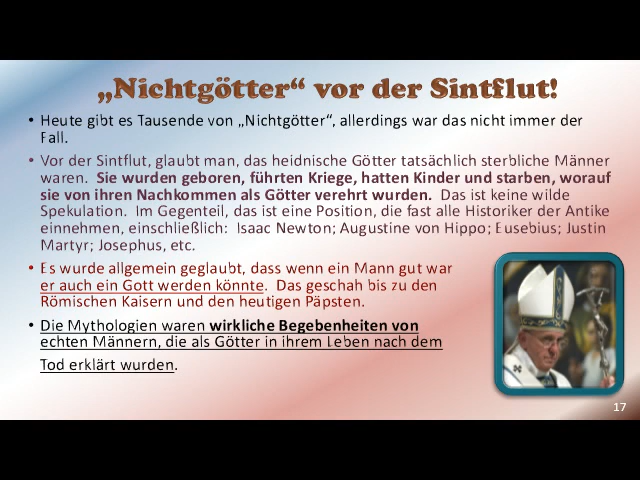 „Nichtgötter“ vor der Sintflut!
• Heute gibt es Tausende von „Nichtgötter“, allerdings war das nicht immer der
Fall.
• Vor der Sintflut, glaubt man, das heidnische Götter tatsächlich sterbliche Männer
waren. Sie wurden geboren, führten Kriege, hatten Kinder und starben, worauf
sie von ihren Nachkommen als Götter verehrt wurden. Das ist keine wilde
Spekulation. Im Gegenteil, das ist eine Position, die fast alle Historiker der Antike
einnehmen, einschließlich: Isaac Newton; Augustine von Hippo; Eusebius; Justin
Martyr; Josephus, etc.
• Es wurde allgemein geglaubt, dass wenn ein Mann gut war
er auch ein Gott werden könnte. Das geschah bis zu den
Römischen Kaisern und den heutigen Päpsten.
• Die Mythologien waren wirkliche Begebenheiten von
echten Männern, die als Götter in ihrem Leben nach dem
Tod erklärt wurden.
17